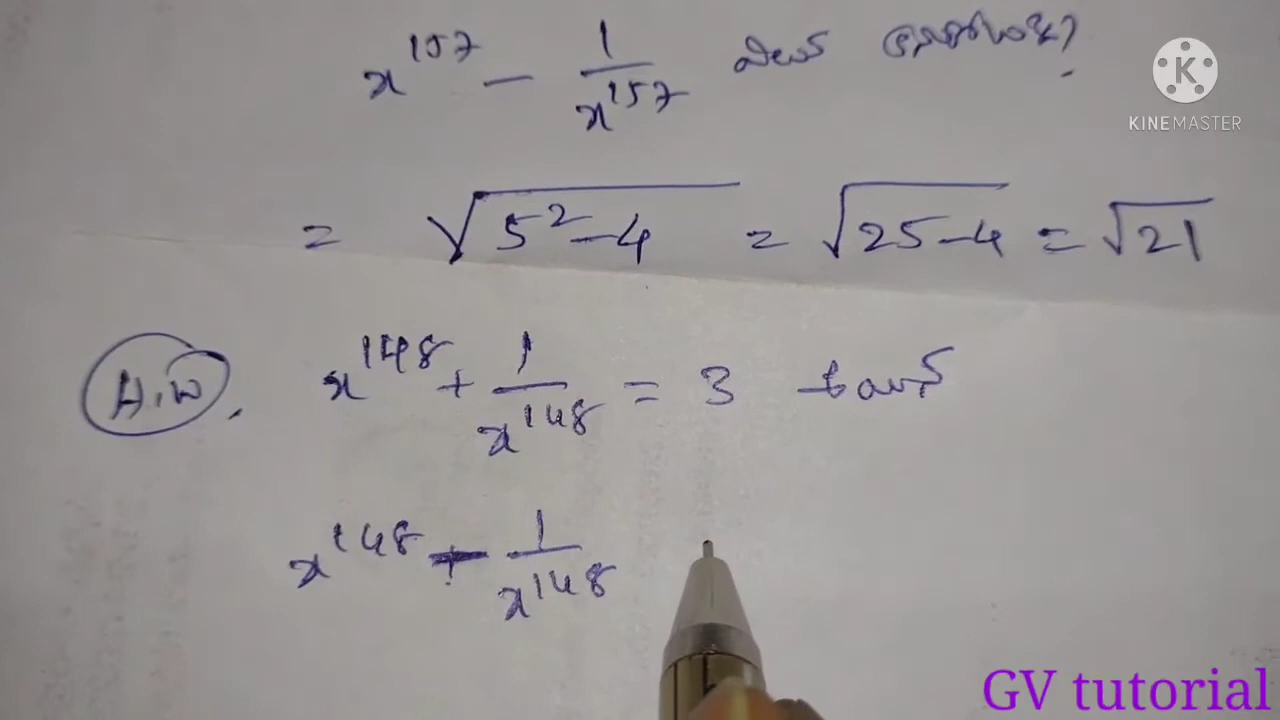 x¹⁵⁷ - 1/x¹⁵⁷
KINEMASTER
= √(5² - 4) = √(25 - 4) = √21
H.W. x¹⁴⁸ + 1/x¹⁴⁸ = 3
x¹⁴⁸ - 1/x¹⁴⁸
GV tutorial